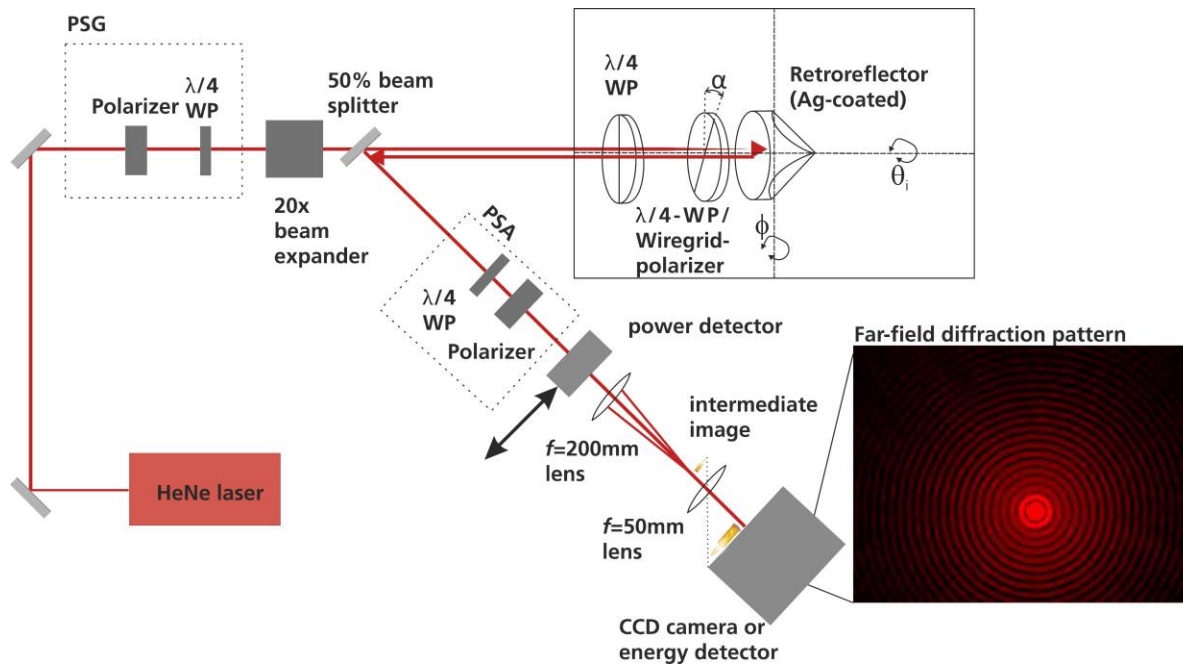 PSG
Polarizer
λ/4
WP
50% beam
splitter
20x
beam
expander
λ/4
WP
α
Retroreflector
(Ag-coated)
θi
ϕ
λ/4-WP/
Wiregrid-
polarizer
PSA
λ/4
WP
Polarizer
power detector
intermediate
image
f=200mm
lens
f=50mm
lens
HeNe laser
CCD camera or
energy detector
Far-field diffraction pattern